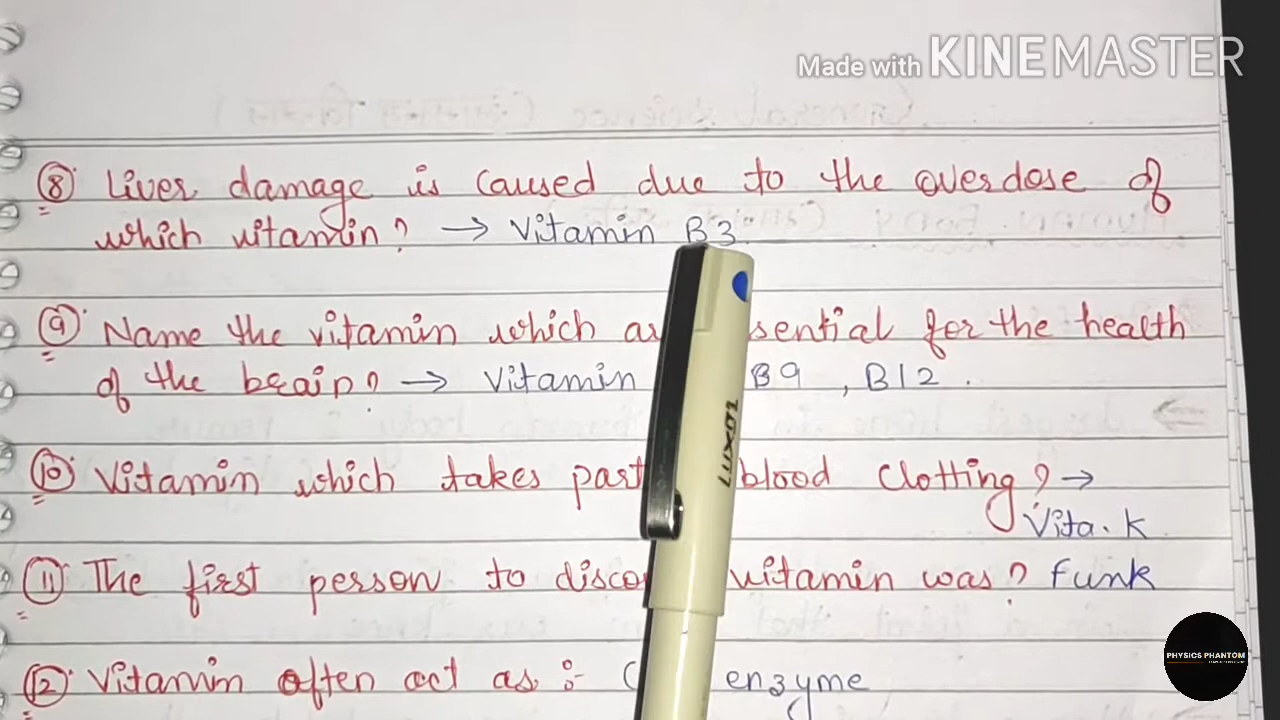 Made with KINEMASTER
8 Liver damage is caused due to the overdose of
which vitamin? → Vitamin B3
9 Name the vitamin which sential for the health
of the brain? → Vitamin B9 , B12 .
10 Vitamin which takes part blood clotting? →
Vita. K
11 The first person to disco vitamin was? Funk
12 Vitamin often act as :- enzyme
LUXOR
PHYSICS PHANTOM